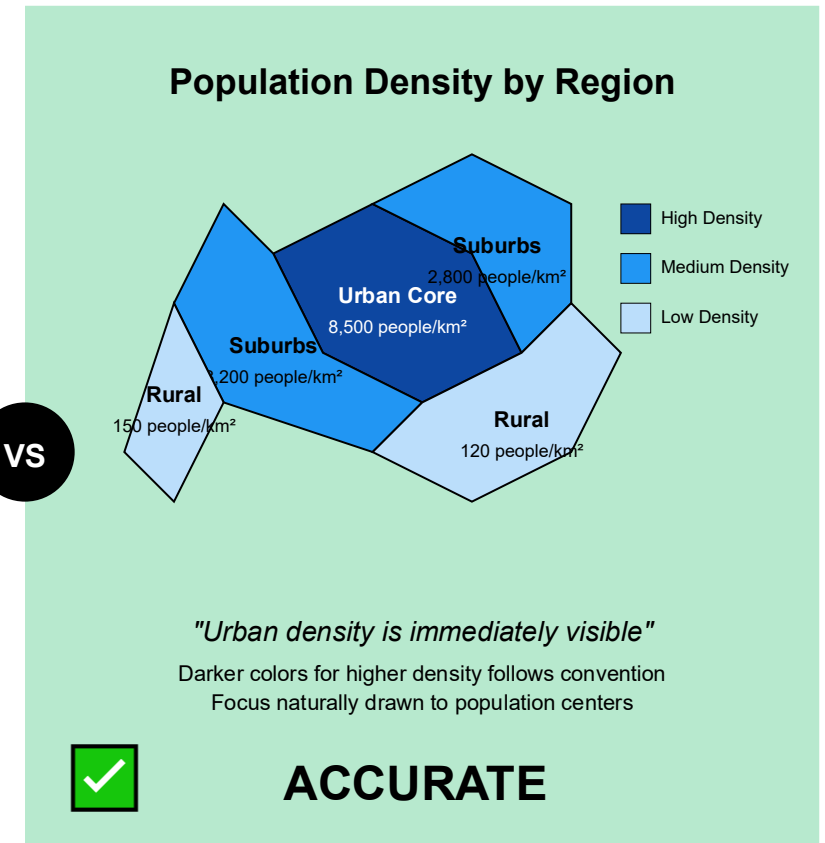 Population Density by Region
High Density
Suburbs
2,800 people/km²
Medium Density
Urban Core
8,500 people/km²
Low Density
Suburbs
,200 people/km²
Rural
150 people/km²
Rural
120 people/km²
VS
"Urban density is immediately visible"
Darker colors for higher density follows convention
Focus naturally drawn to population centers
ACCURATE